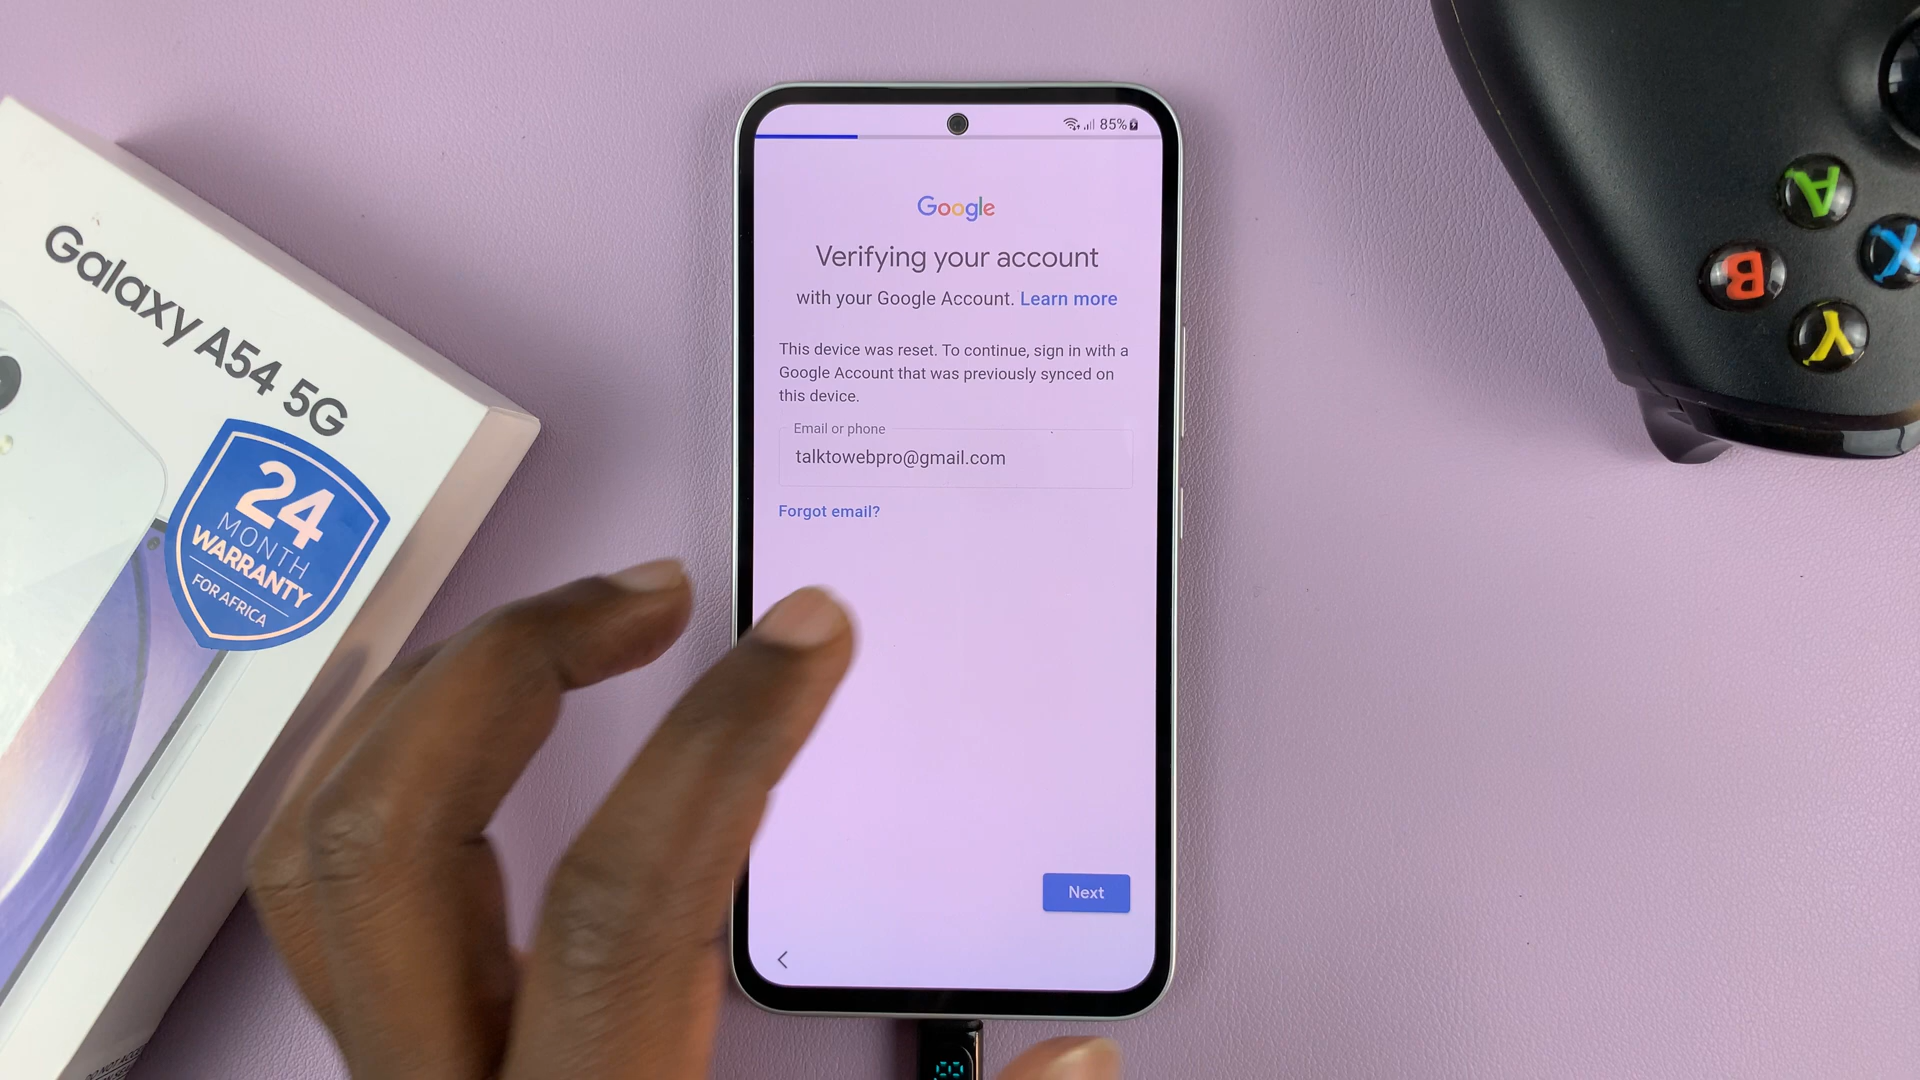 Galaxy A54 5G
24
MONTH
WARRANTY
FOR AFRICA
85%
Google
Verifying your account
with your Google Account. Learn more
This device was reset. To continue, sign in with a
Google Account that was previously synced on
this device.
Email or phone
talktowebpro@gmail.com
Forgot email?
Next
A
B
X
Y